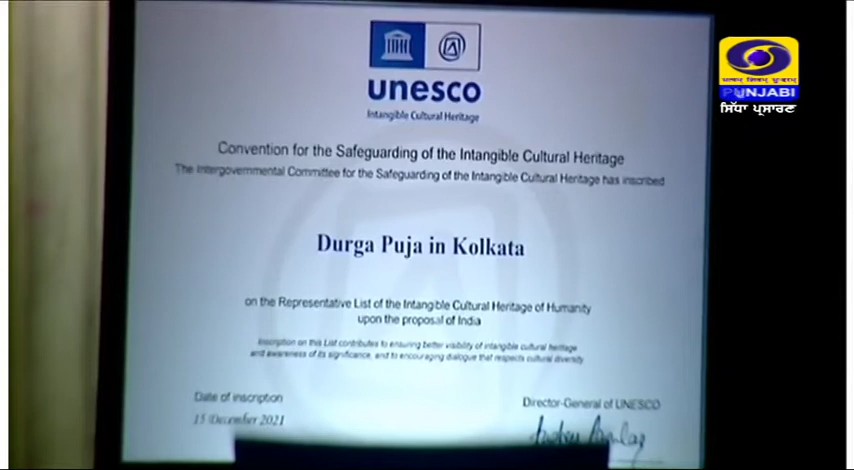 unesco
Intangible Cultural Heritage
Convention for the Safeguarding of the Intangible Cultural Heritage
The Intergovernmental Committee for the Safeguarding of the Intangible Cultural Heritage has inscribed
Durga Puja in Kolkata
on the Representative List of the Intangible Cultural Heritage of Humanity
upon the proposal of India
Inscription on this List contributes to ensuring better visibility of intangible cultural heritage
and awareness of its significance, and to encouraging dialogue that respects cultural diversity
Date of inscription
15 December 2021
Director-General of UNESCO
सत्यम् शिवम् सुन्दरम्
PUNJABI
ਸਿੱਧਾ ਪ੍ਰਸਾਰਣ